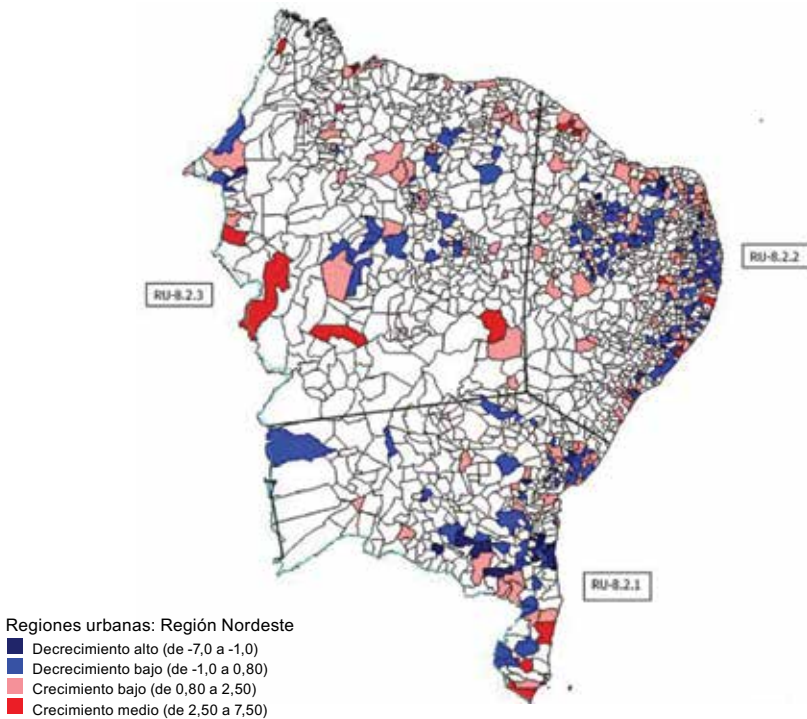 RU-8.2.2
RU-8.2.3
RU-8.2.1
Regiones urbanas: Región Nordeste
Decrecimiento alto (de -7,0 a -1,0)
Decrecimiento bajo (de -1,0 a 0,80)
Crecimiento bajo (de 0,80 a 2,50)
Crecimiento medio (de 2,50 a 7,50)